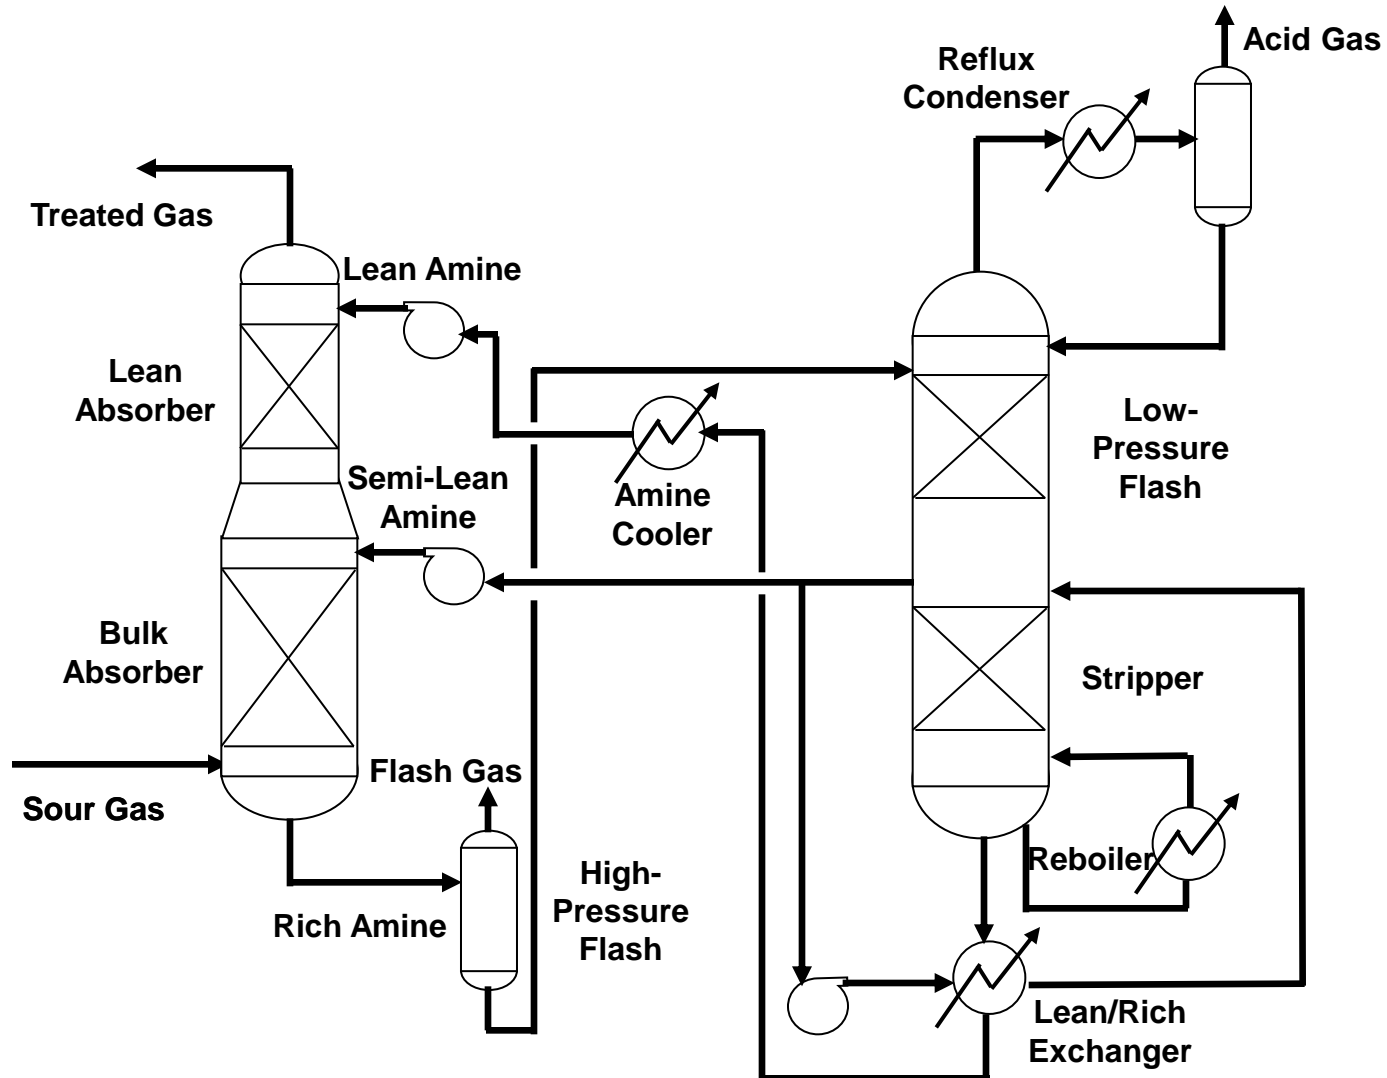 Acid Gas
Reflux
Condenser
Treated Gas
Lean Amine
Lean
Absorber
Low-
Pressure
Flash
Semi-Lean
Amine
Amine
Cooler
Bulk
Absorber
Stripper
Flash Gas
Sour Gas
Reboiler
High-
Pressure
Flash
Rich Amine
Lean/Rich
Exchanger